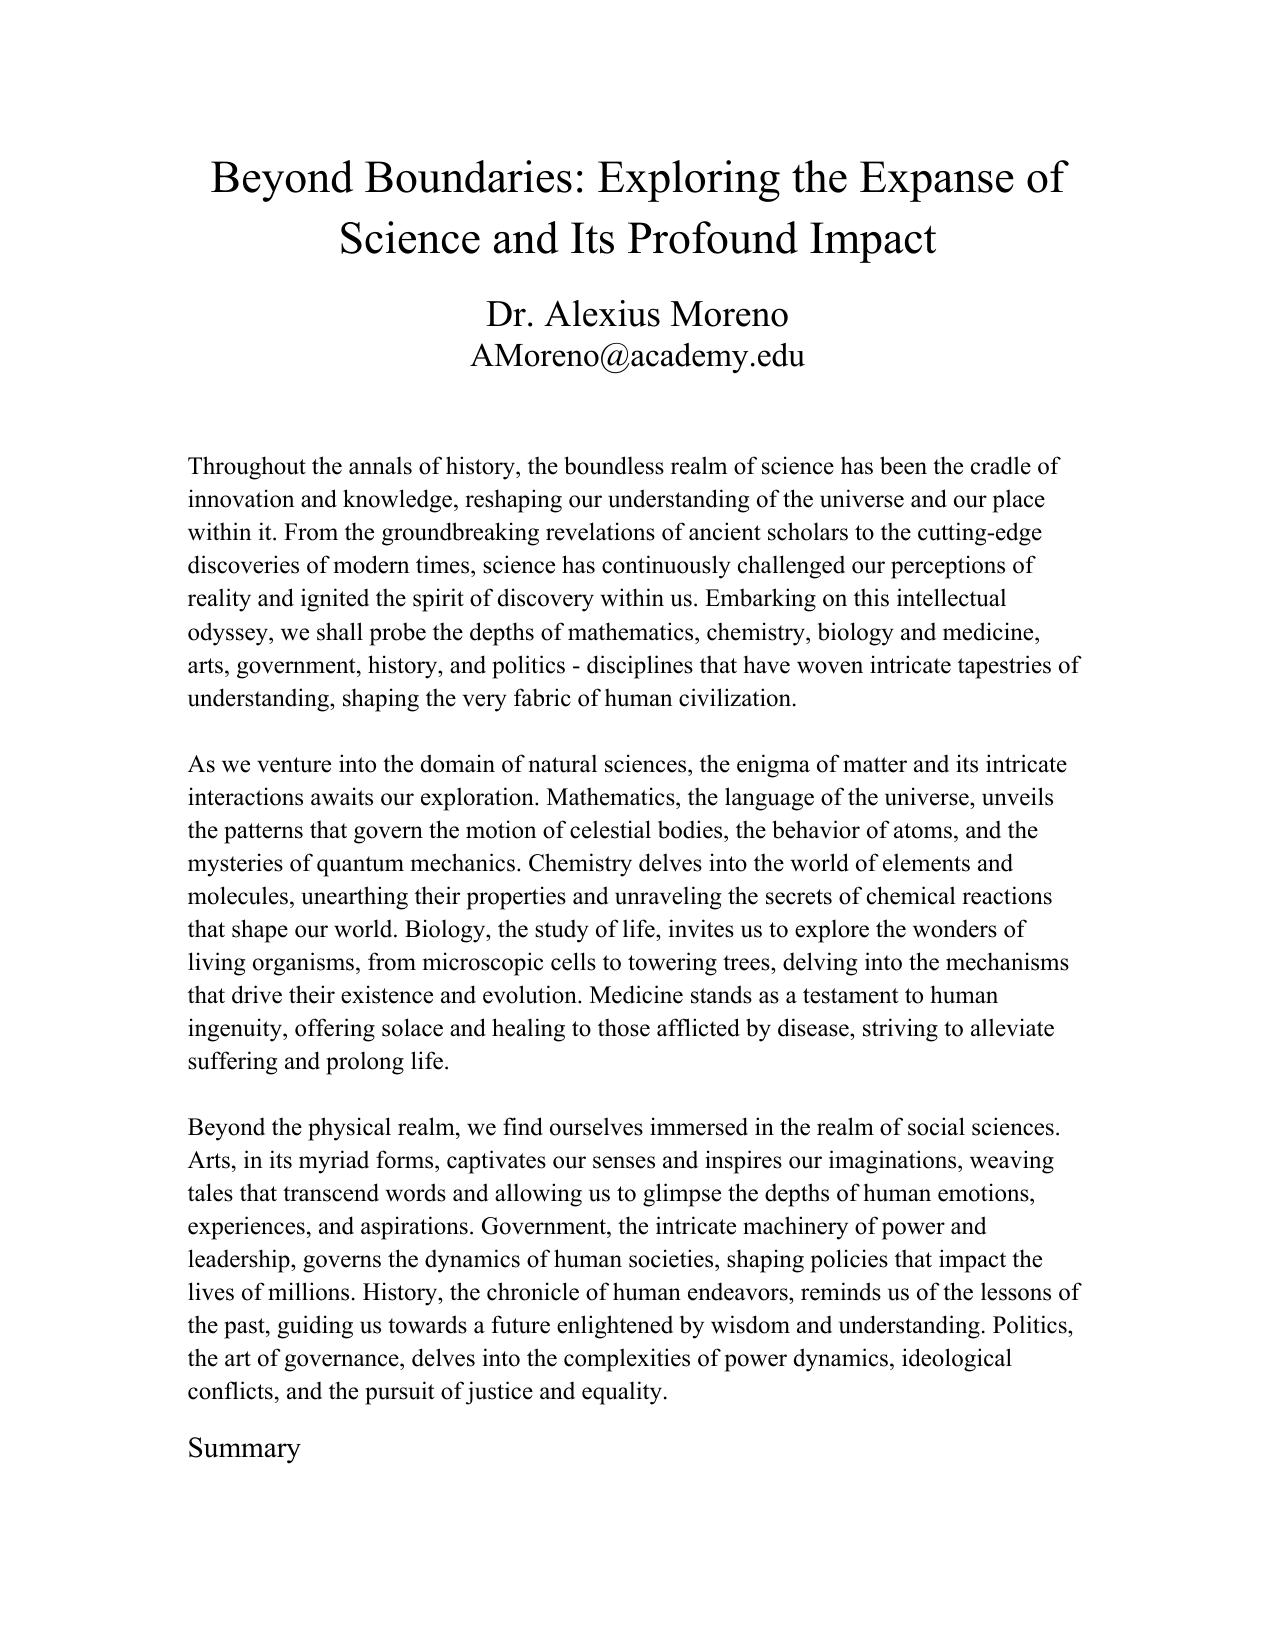 Beyond Boundaries: Exploring the Expanse of
Science and Its Profound Impact
Dr. Alexius Moreno
AMoreno@academy.edu
Throughout the annals of history, the boundless realm of science has been the cradle of
innovation and knowledge, reshaping our understanding of the universe and our place
within it. From the groundbreaking revelations of ancient scholars to the cutting-edge
discoveries of modern times, science has continuously challenged our perceptions of
reality and ignited the spirit of discovery within us. Embarking on this intellectual
odyssey, we shall probe the depths of mathematics, chemistry, biology and medicine,
arts, government, history, and politics - disciplines that have woven intricate tapestries of
understanding, shaping the very fabric of human civilization.
As we venture into the domain of natural sciences, the enigma of matter and its intricate
interactions awaits our exploration. Mathematics, the language of the universe, unveils
the patterns that govern the motion of celestial bodies, the behavior of atoms, and the
mysteries of quantum mechanics. Chemistry delves into the world of elements and
molecules, unearthing their properties and unraveling the secrets of chemical reactions
that shape our world. Biology, the study of life, invites us to explore the wonders of
living organisms, from microscopic cells to towering trees, delving into the mechanisms
that drive their existence and evolution. Medicine stands as a testament to human
ingenuity, offering solace and healing to those afflicted by disease, striving to alleviate
suffering and prolong life.
Beyond the physical realm, we find ourselves immersed in the realm of social sciences.
Arts, in its myriad forms, captivates our senses and inspires our imaginations, weaving
tales that transcend words and allowing us to glimpse the depths of human emotions,
experiences, and aspirations. Government, the intricate machinery of power and
leadership, governs the dynamics of human societies, shaping policies that impact the
lives of millions. History, the chronicle of human endeavors, reminds us of the lessons of
the past, guiding us towards a future enlightened by wisdom and understanding. Politics,
the art of governance, delves into the complexities of power dynamics, ideological
conflicts, and the pursuit of justice and equality.
Summary